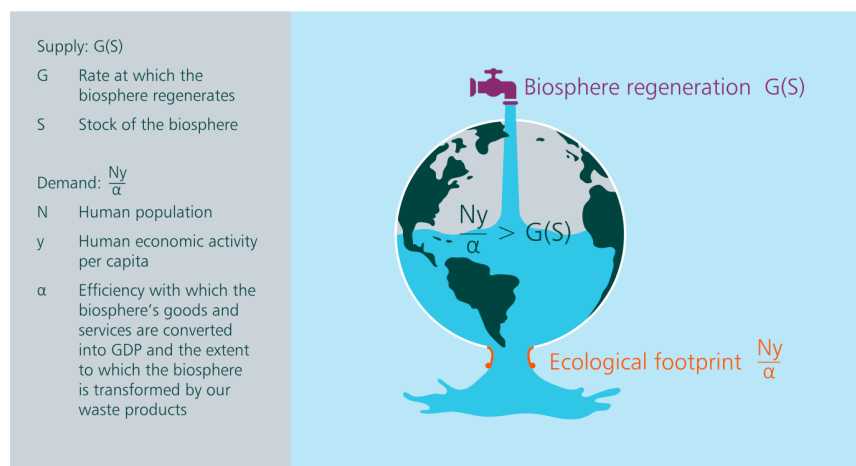 Supply: G(S)
G Rate at which the
biosphere regenerates
S Stock of the biosphere
Demand: Ny/α
N Human population
y Human economic activity
per capita
α Efficiency with which the
biosphere’s goods and
services are converted
into GDP and the extent
to which the biosphere
is transformed by our
waste products
Biosphere regeneration G(S)
Ny/α > G(S)
Ecological footprint Ny/α